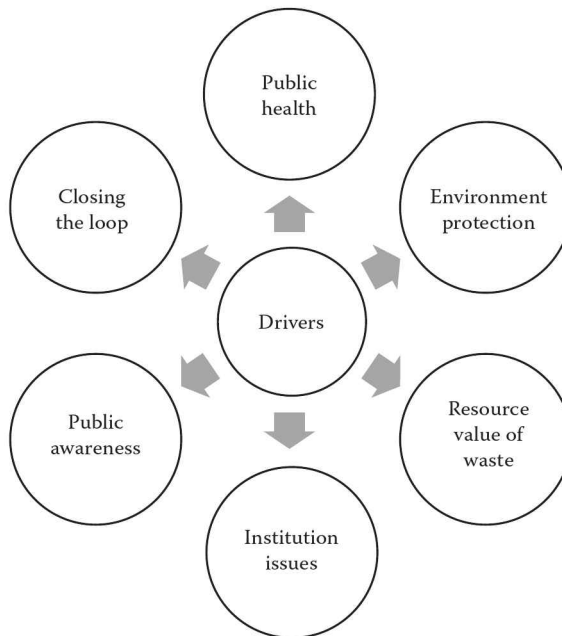 Public
health
Closing
the loop
Environment
protection
Drivers
Public
awareness
Resource
value of
waste
Institution
issues